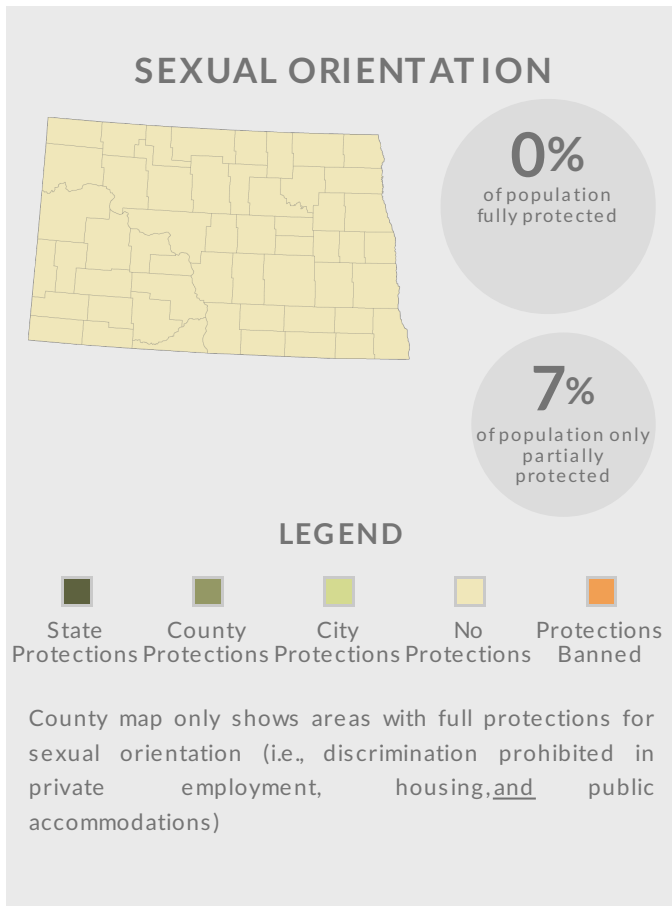 SEXUAL ORIENTATION
0%
of population
fully protected
7%
of population only
partially
protected
LEGEND
State
Protections
County
Protections
City
Protections
No
Protections
Protections
Banned
County map only shows areas with full protections for
sexual orientation (i.e., discrimination prohibited in
private employment, housing, and public
accommodations)